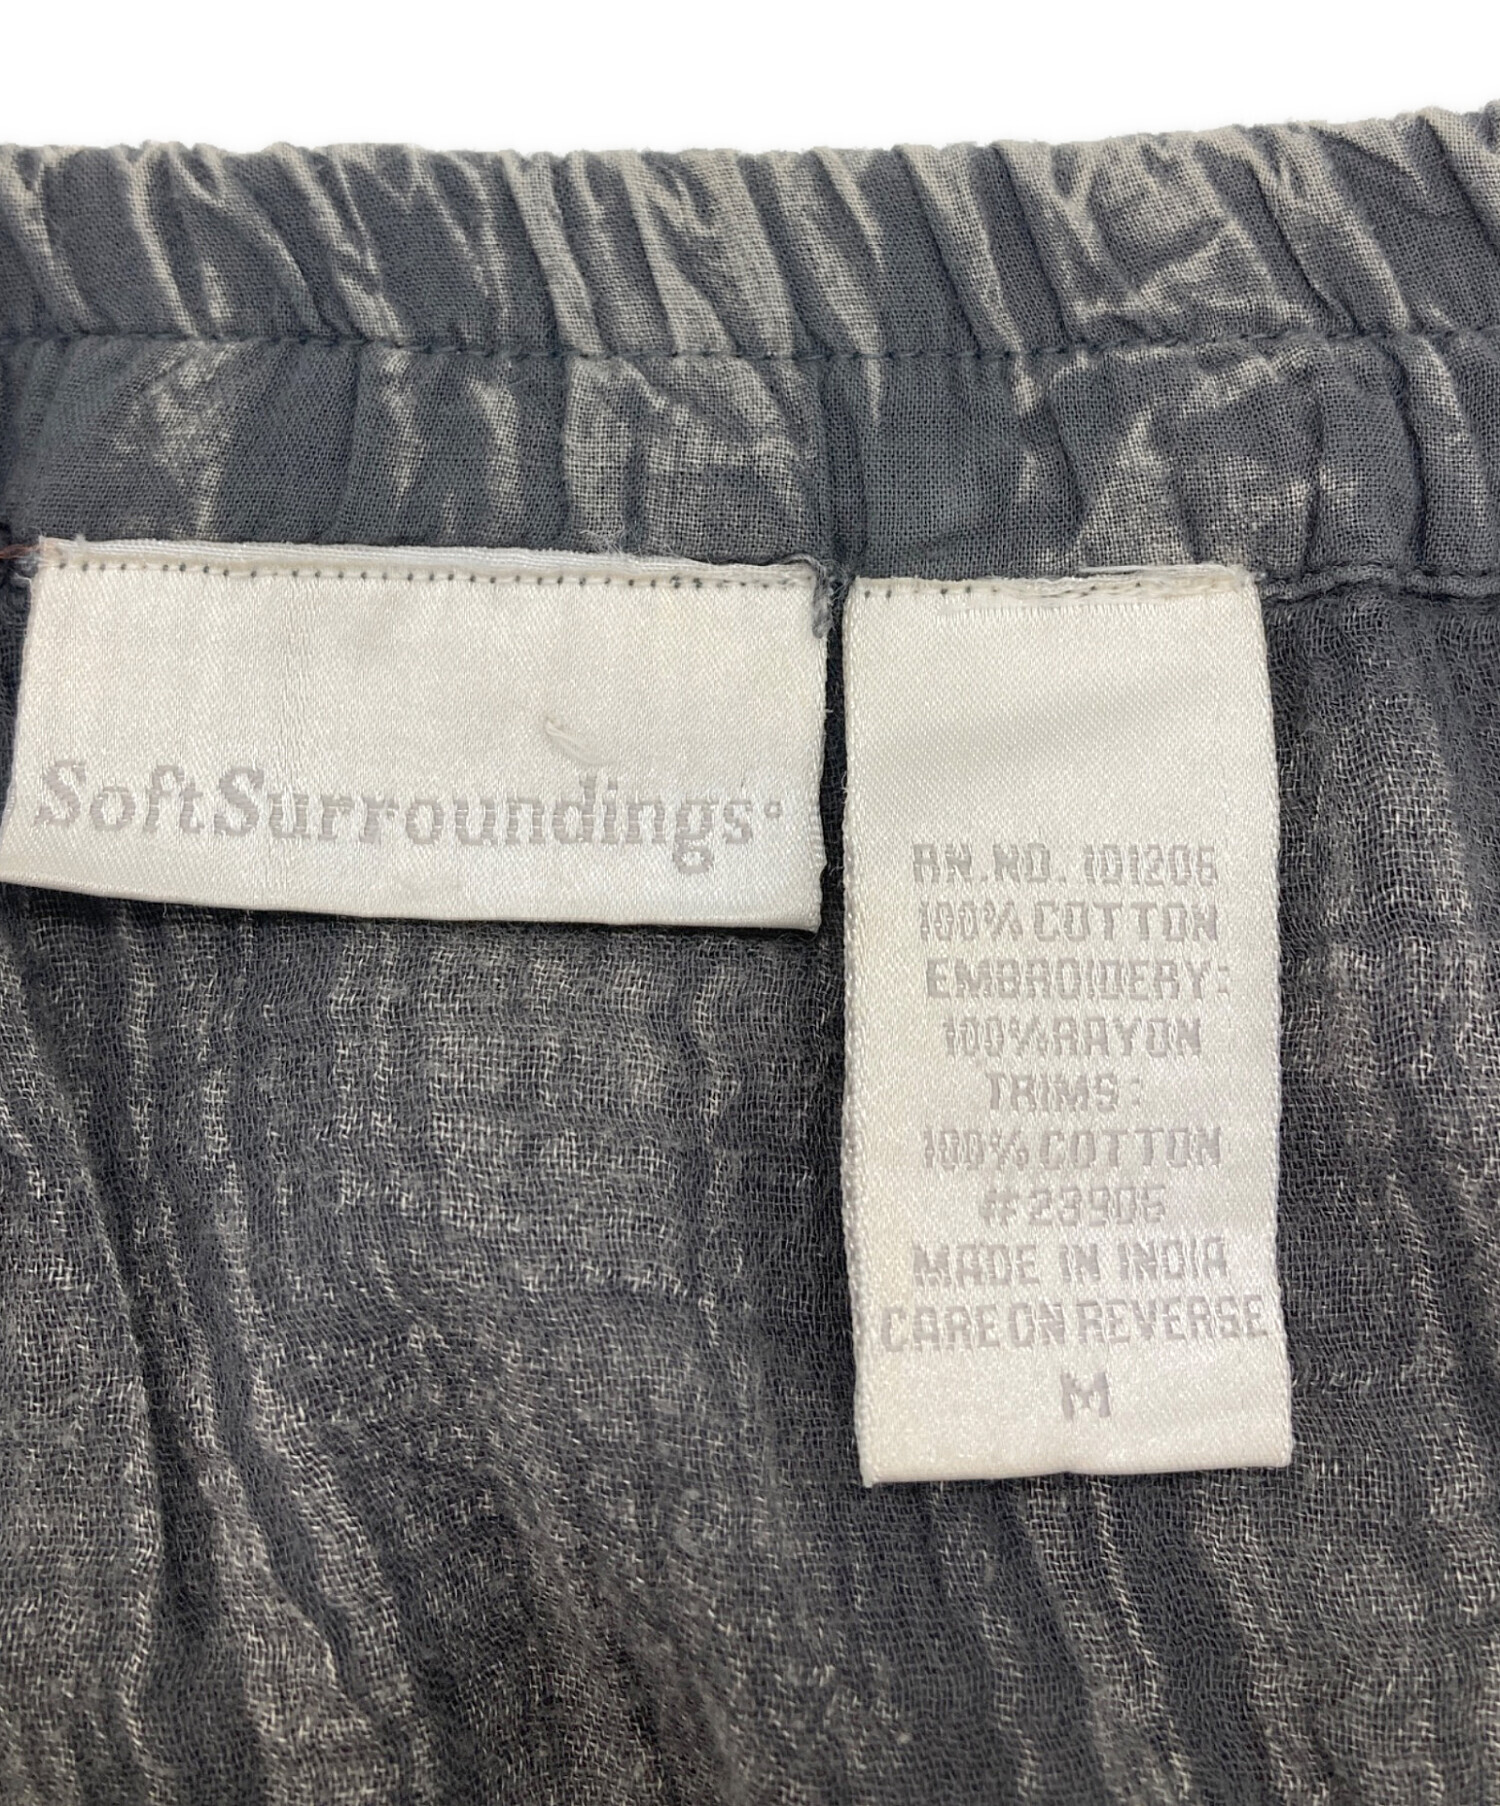 SoftSurroundings®
RN.NO.101206
100% COTTON
EMBROIDERY:
100% RAYON
TRIMS:
100% COTTON
#23906
MADE IN INDIA
CARE ON REVERSE
M